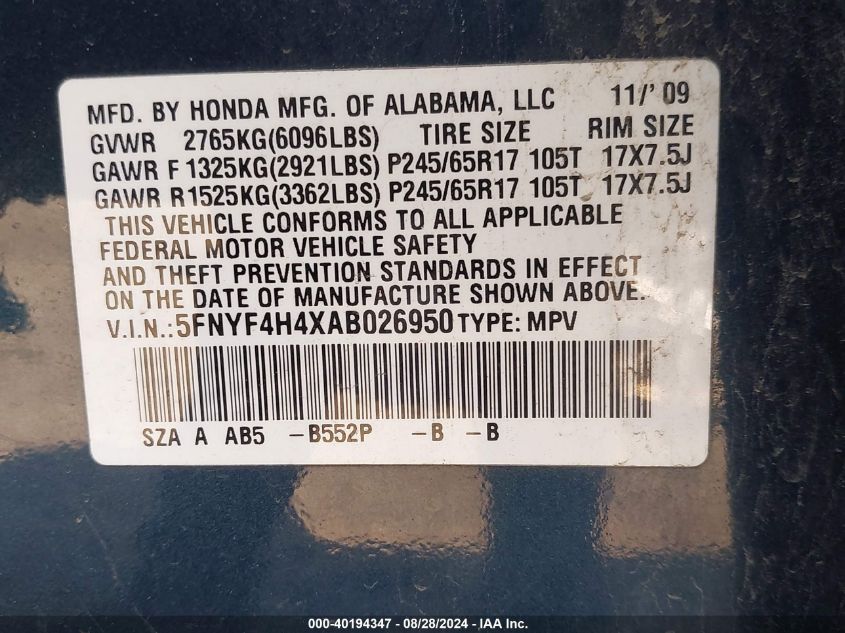 MFD. BY HONDA MFG. OF ALABAMA, LLC 11/' 09
GVWR 2765KG(6096LBS) TIRE SIZE RIM SIZE
GAWR F 1325KG(2921LBS) P245/65R17 105T 17X7.5J
GAWR R1525KG(3362LBS) P245/65R17 105T 17X7.5J
THIS VEHICLE CONFORMS TO ALL APPLICABLE
FEDERAL MOTOR VEHICLE SAFETY
AND THEFT PREVENTION STANDARDS IN EFFECT
ON THE DATE OF MANUFACTURE SHOWN ABOVE.
V.I.N.:5FNYF4H4XAB026950 TYPE: MPV
SZA A AB5 -B552P -B -B
000-40194347 - 08/28/2024 - IAA Inc.